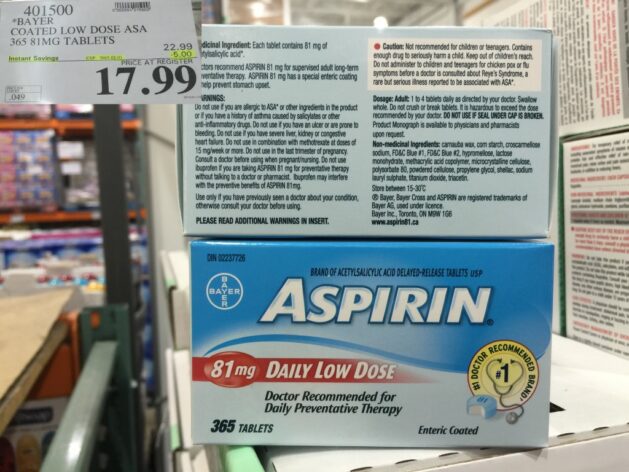 401500
*BAYER
COATED LOW DOSE ASA
365 81MG TABLETS
22.99
Instant Savings
5.00
PRICE AT REGISTER
17.99
.049
dicinal Ingredient: Each tablet contains 81 mg of
tylsalicylic acid*.
ctors recommend ASPIRIN 81 mg for supervised adult long-term
ventative therapy. ASPIRIN 81 mg has a special enteric coating
help prevent stomach upset.
RNINGS:
Do not use if you are allergic to ASA* or other ingredients in the product
or if you have a history of asthma caused by salicylates or other
anti-inflammatory drugs. Do not use if you have an ulcer or are prone to
bleeding. Do not use if you have severe liver, kidney or congestive
heart failure. Do not use in combination with methotrexate at doses of
15 mg/week or more. Do not use in the last trimester of pregnancy.
Consult a doctor before using when pregnant/nursing. Do not use
ibuprofen if you are taking ASPIRIN 81 mg for preventative therapy
without talking to a doctor or pharmacist. Ibuprofen may interfere
with the preventive benefits of ASPIRIN 81mg.
Use only if you have previously seen a doctor about your condition,
otherwise consult your doctor before using.
PLEASE READ ADDITIONAL WARNINGS IN INSERT.
Caution: Not recommended for children or teenagers. Contains
enough drug to seriously harm a child. Keep out of children's reach.
Do not administer to children and teenagers for chicken pox or flu
symptoms before a doctor is consulted about Reye's Syndrome, a
rare but serious illness reported to be associated with ASA*.
Dosage: Adult: 1 to 4 tablets daily as directed by your doctor. Swallow
whole. Do not crush or break tablets. It is hazardous to exceed the dose
recommended by your doctor. DO NOT USE IF SEAL UNDER CAP IS BROKEN.
Product Monograph is available to physicians and pharmacists
upon request.
Non-medicinal Ingredients: carnauba wax, corn starch, croscarmellose
sodium, FD&C Blue #1, FD&C Blue #2, hypromellose, lactose
monohydrate, methacrylic acid copolymer, microcrystalline cellulose,
polysorbate 80, powdered cellulose, propylene glycol, shellac, sodium
lauryl sulphate, titanium dioxide, triacetin.
Store between 15-30°C
® Bayer, Bayer Cross and ASPIRIN are registered trademarks of
Bayer AG, used under licence.
Bayer Inc., Toronto, ON M9W 1G6
www.aspirin81.ca
DIN 02237726
BRAND OF ACETYLSALICYLIC ACID DELAYED-RELEASE TABLETS USP
BAYER
BAYER
ASPIRIN®
81mg DAILY LOW DOSE
Doctor Recommended for
Daily Preventative Therapy
#1 DOCTOR RECOMMENDED BRAND
#1
365 TABLETS
Enteric Coated